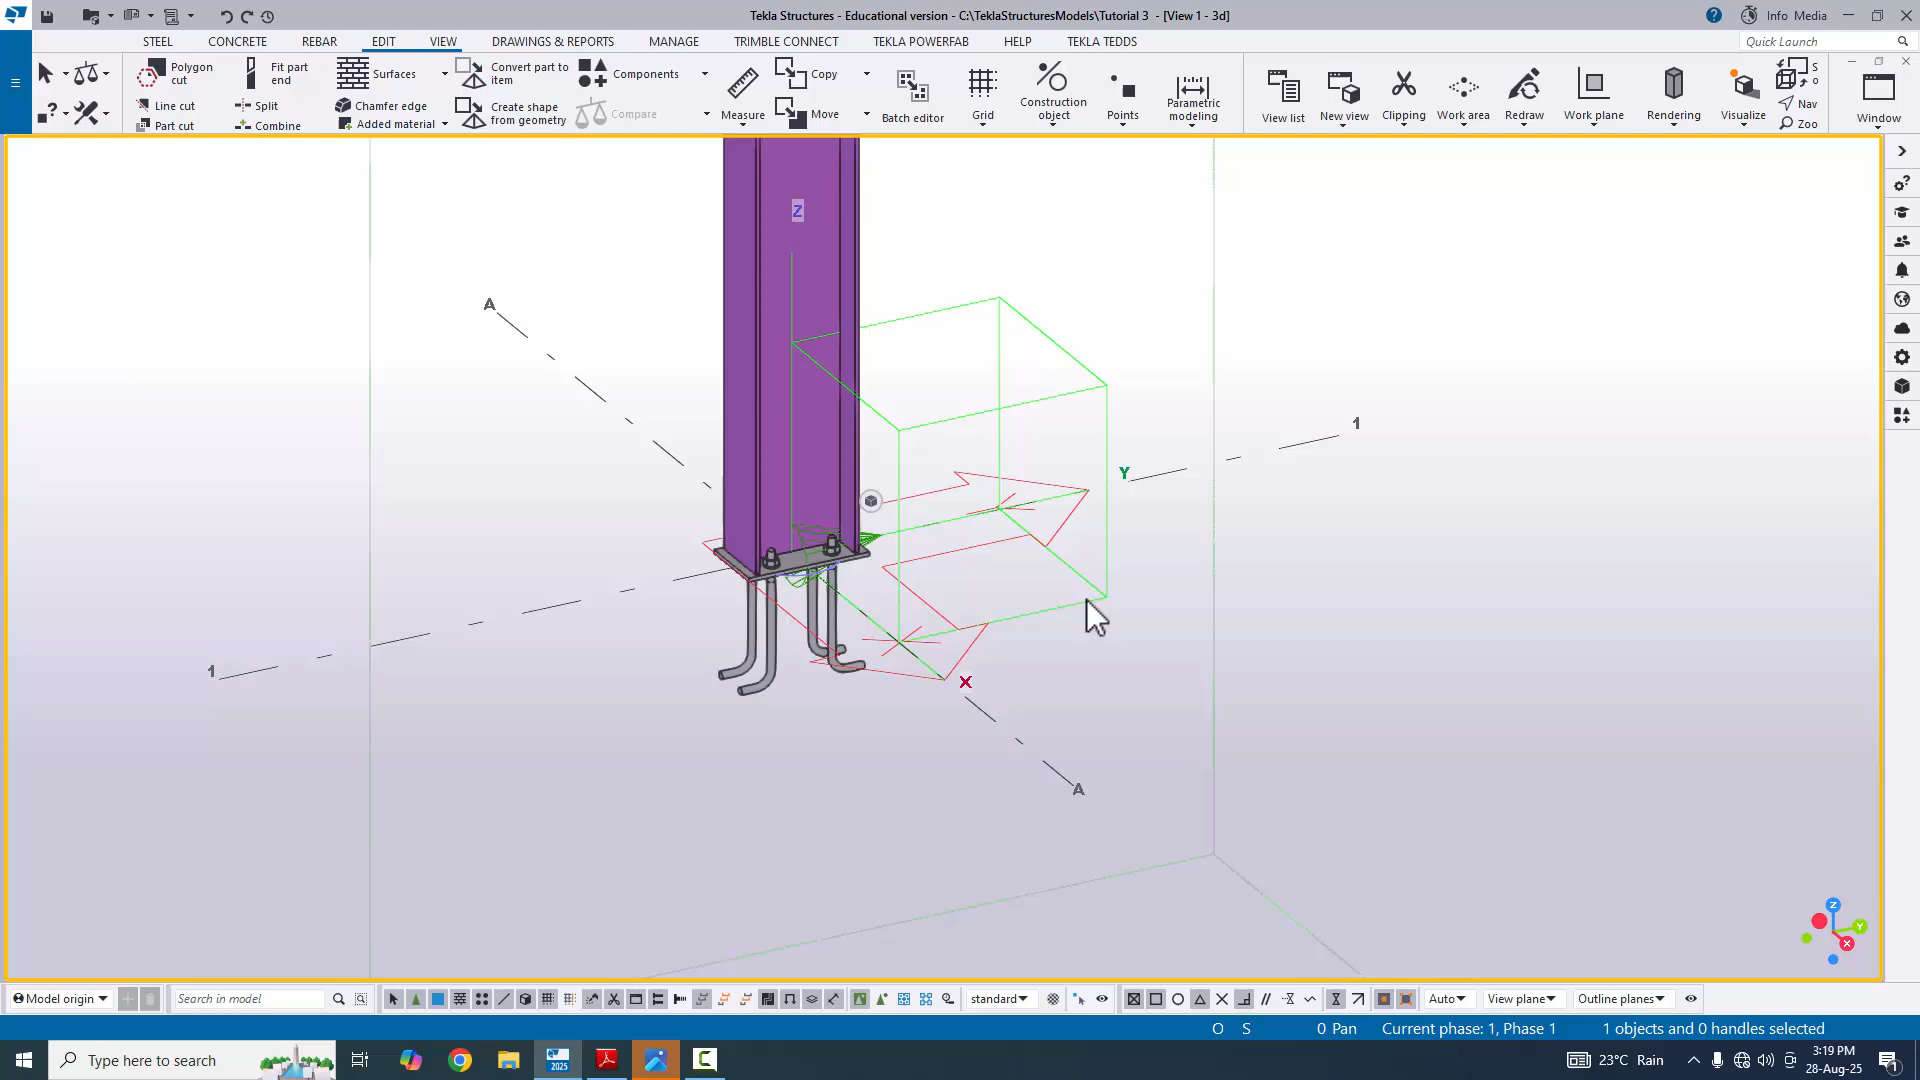 Tekla Structures - Educational version - C:\TeklaStructuresModels\Tutorial 3 - [View 1 - 3d]
Info Media
STEEL CONCRETE REBAR EDIT VIEW DRAWINGS & REPORTS MANAGE TRIMBLE CONNECT TEKLA POWERFAB HELP TEKLA TEDDS
Quick Launch
Polygon cut
Line cut
Part cut
Fit part end
Split
Combine
Surfaces
Chamfer edge
Added material
Convert part to item
Create shape from geometry
Components
Compare
Measure
Copy
Move
Batch editor
Grid
Construction object
Points
Parametric modeling
View list
New view
Clipping
Work area
Redraw
Work plane
Rendering
Visualize
S
o
Nav
Zoo
Window
Z
A
1
Y
1
X
A
Z
Y
X
Model origin
Search in model
standard
Auto
View plane
Outline planes
O S 0 Pan Current phase: 1, Phase 1 1 objects and 0 handles selected
Type here to search
2025
23°C Rain
3:19 PM
28-Aug-25
1